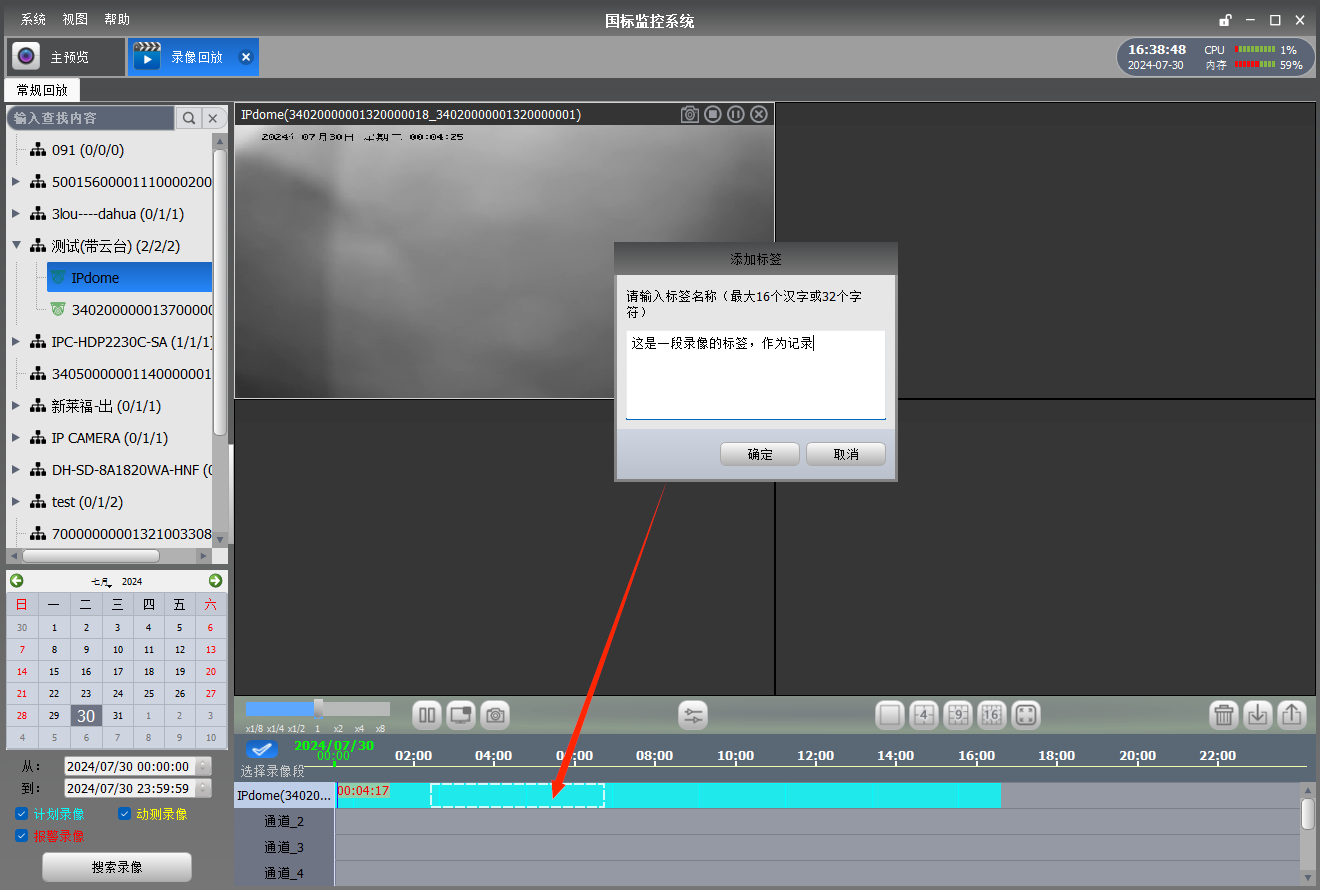 系统 视图 帮助
国标监控系统
主预览
录像回放
16:38:48
CPU 1%
2024-07-30
内存 59%
常规回放
输入查找内容
091 (0/0/0)
50015600001110000200
3lou----dahua (0/1/1)
测试(带云台) (2/2/2)
IPdome
340200000013700000
IPC-HDP2230C-SA (1/1/1)
34050000001140000001
新莱福-出 (0/1/1)
IP CAMERA (0/1/1)
DH-SD-8A1820WA-HNF (0
test (0/1/2)
70000000001321003308
IPdome(34020000001320000018_34020000001320000001)
2024年 07月30日 星期二 00:04:25
添加标签
请输入标签名称（最大16个汉字或32个字
符）
这是一段录像的标签，作为记录
确定 取消
七月, 2024
日 一 二 三 四 五 六
30 1 2 3 4 5 6
7 8 9 10 11 12 13
14 15 16 17 18 19 20
21 22 23 24 25 26 27
28 29 30 31 1 2 3
4 5 6 7 8 9 10
从: 2024/07/30 00:00:00
到: 2024/07/30 23:59:59
计划录像 动测录像
报警录像
搜索录像
x1/8 x1/4 x1/2 1 x2 x4 x8
4 9 16
2024/07/30
00:00 02:00 04:00 06:00 08:00 10:00 12:00 14:00 16:00 18:00 20:00 22:00
选择录像段
IPdome(34020...
00:04:17
通道_2
通道_3
通道_4